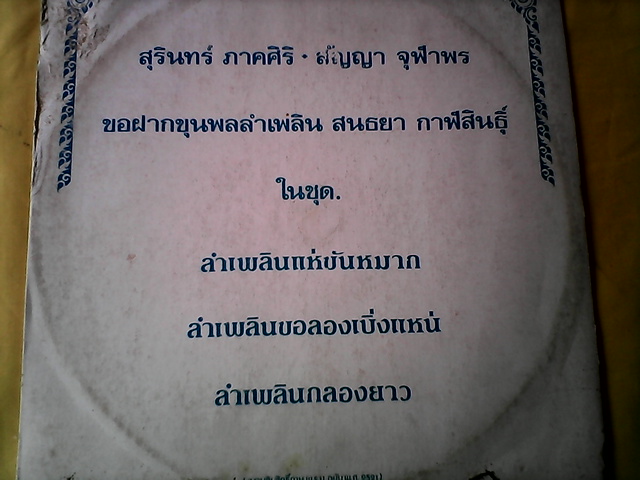 สุรินทร์ ภาคศิริ · สัญญา จุฬาพร
ขอฝากขุนพลลำเพลิน สนธยา กาฬสินธุ์
ในชุด.
ลำเพลินแห่ขันหมาก
ลำเพลินขอลองเบิ่งแหน่
ลำเพลินกลองยาว